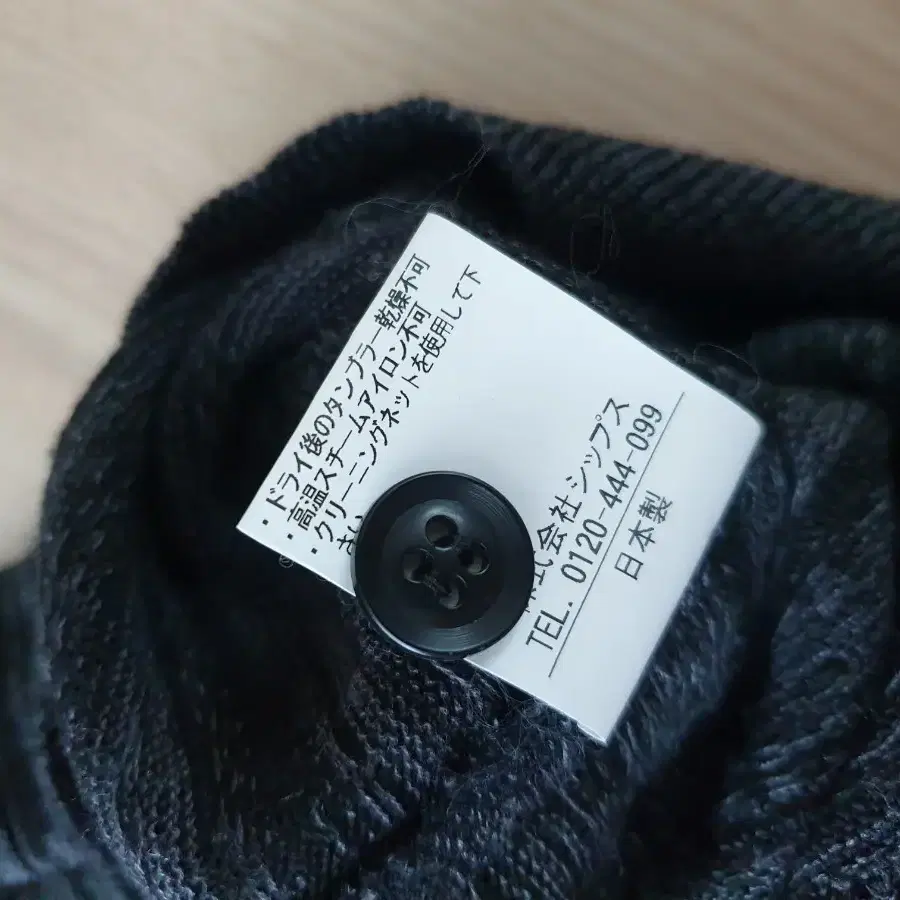 ・ドライ後のタンブラー乾燥不可
高温スチームアイロン不可
・クリーニングネットを使用して下
さい
株式会社シップス
TEL. 0120-444-099
日本製